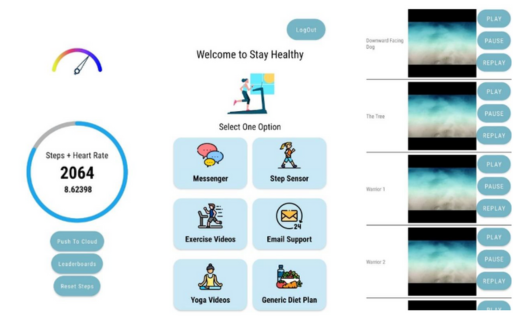 Steps + Heart Rate
2064
8.62398
Push To Cloud
Leaderboards
Reset Steps
LogOut
Welcome to Stay Healthy
Select One Option
Messenger
Step Sensor
Exercise Videos
24
Email Support
Yoga Videos
Generic Diet Plan
Downward Facing
Dog
PLAY
PAUSE
REPLAY
The Tree
PLAY
PAUSE
REPLAY
Warrior 1
PLAY
PAUSE
REPLAY
Warrior 2
PLAY
PAUSE
REPLAY
PLAY